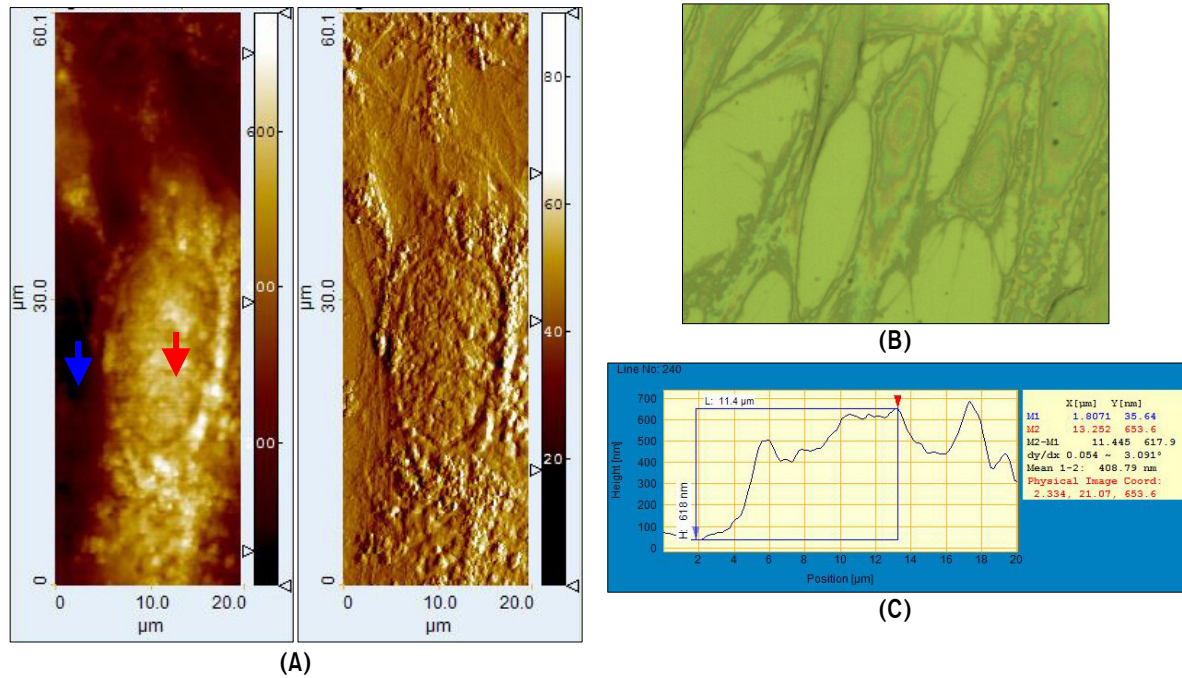 60.1
30.0
0
µm
0
10.0
20.0
µm
600
400
200
60.1
30.0
0
µm
0
10.0
20.0
µm
80
60
40
20
(A)
(B)
Line No: 240
Height [nm]
700
600
500
400
300
200
100
0
L: 11.4 µm
H: 618 nm
2
4
6
8
10
12
14
16
18
20
Position [µm]
X[µm] Y[nm]
M1 1.8071 35.64
M2 13.252 653.6
M2-M1 11.445 617.9
dy/dx 0.054 ~ 3.091°
Mean 1-2: 408.79 nm
Physical Image Coord:
2.334, 21.07, 653.6
(C)